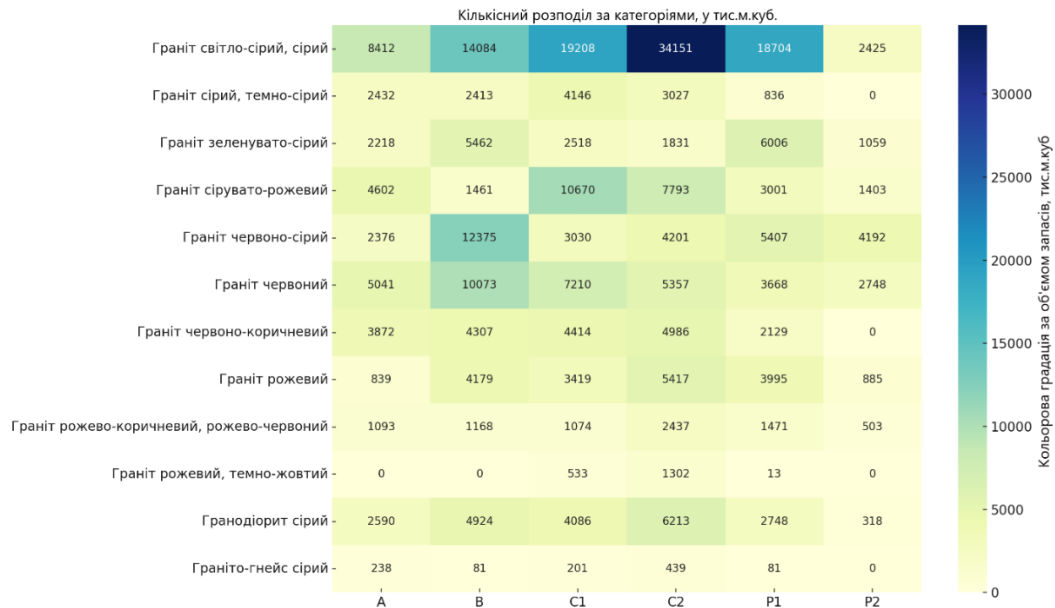 Кількісний розподіл за категоріями, у тис.м.куб.
Граніт світло-сірий, сірий 8412 14084 19208 34151 18704 2425
Граніт сірий, темно-сірий 2432 2413 4146 3027 836 0
Граніт зеленувато-сірий 2218 5462 2518 1831 6006 1059
Граніт сірувато-рожевий 4602 1461 10670 7793 3001 1403
Граніт червоно-сірий 2376 12375 3030 4201 5407 4192
Граніт червоний 5041 10073 7210 5357 3668 2748
Граніт червоно-коричневий 3872 4307 4414 4986 2129 0
Граніт рожевий 839 4179 3419 5417 3995 885
Граніт рожево-коричневий, рожево-червоний 1093 1168 1074 2437 1471 503
Граніт рожевий, темно-жовтий 0 0 533 1302 13 0
Гранодіорит сірий 2590 4924 4086 6213 2748 318
Граніто-гнейс сірий 238 81 201 439 81 0
A B C1 C2 P1 P2
30000
25000
20000
15000
10000
5000
0
Кольорова градація за об'ємом запасів, тис.м.куб